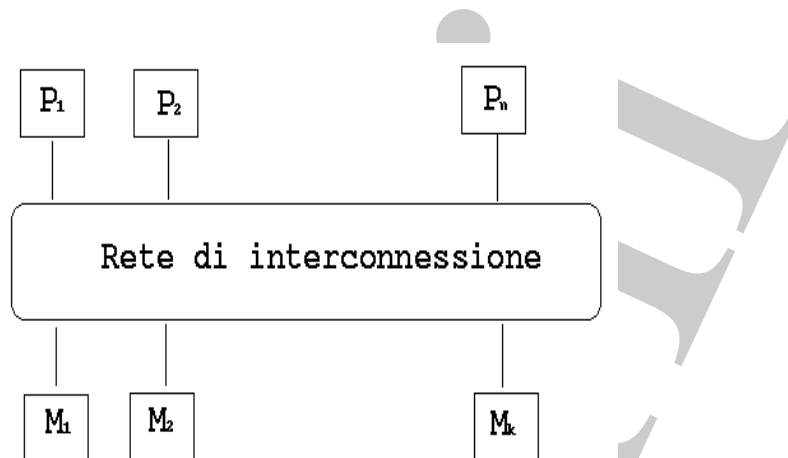 P₁ P₂ Pₙ
Rete di interconnessione
M₁ M₂ Mₖ